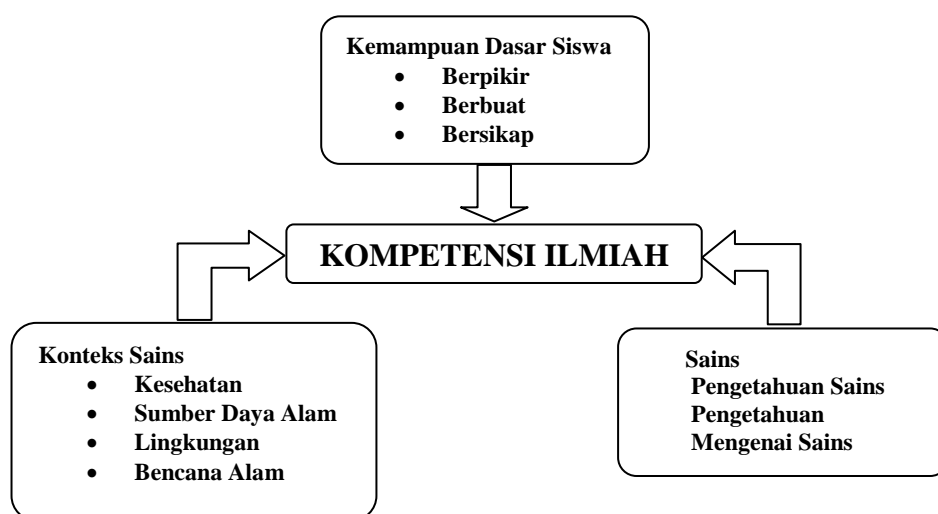 Kemampuan Dasar Siswa
• Berpikir
• Berbuat
• Bersikap
KOMPETENSI ILMIAH
Konteks Sains
• Kesehatan
• Sumber Daya Alam
• Lingkungan
• Bencana Alam
Sains
Pengetahuan Sains
Pengetahuan
Mengenai Sains